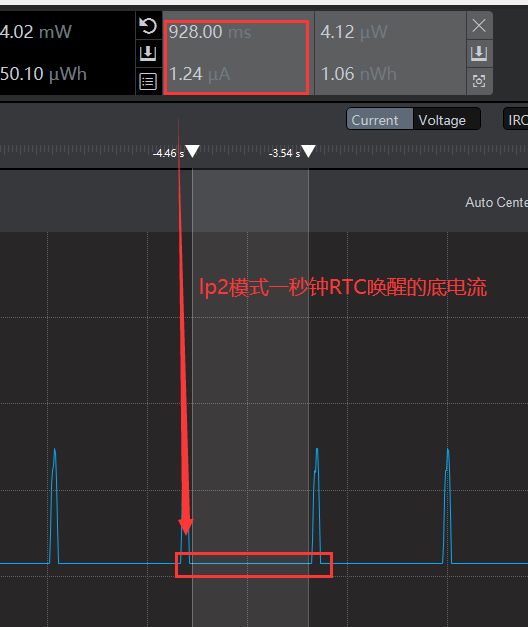 4.02 mW
50.10 µWh
928.00 ms
1.24 µA
4.12 µW
1.06 nWh
Current
Voltage
IRC
-4.46 s
-3.54 s
Auto Cente
lp2模式一秒钟RTC唤醒的底电流